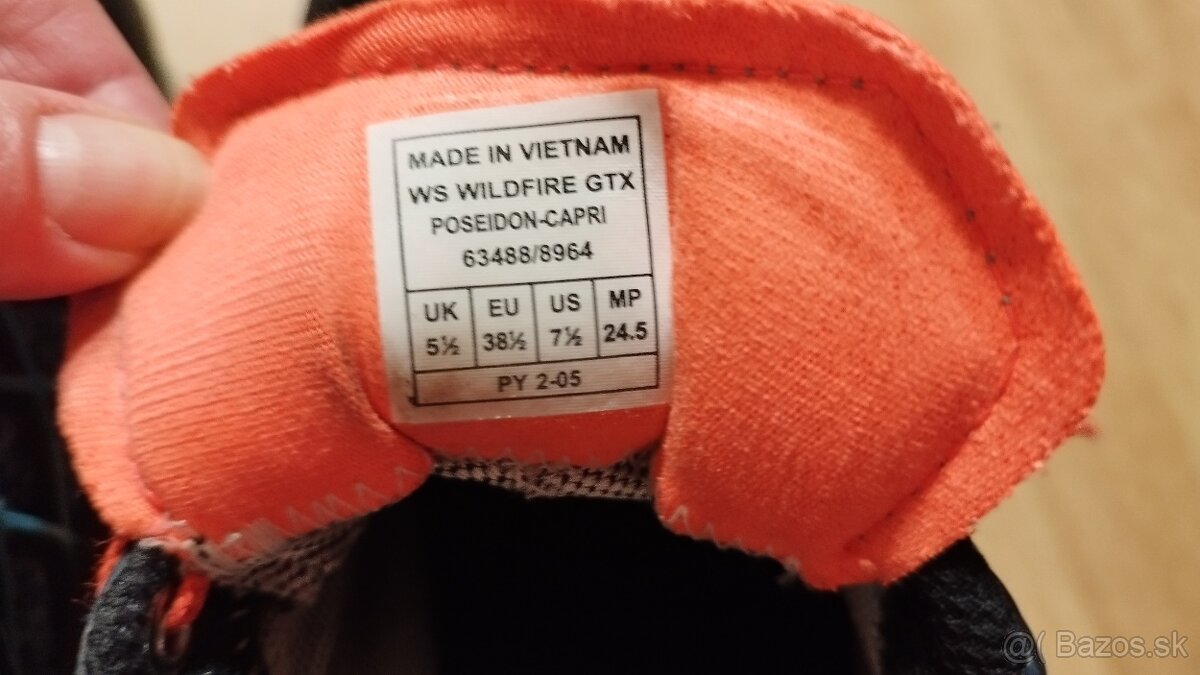 MADE IN VIETNAM
WS WILDFIRE GTX
POSEIDON-CAPRI
63488/8964
UK EU US MP
5½ 38½ 7½ 24.5
PY 2-05
@( Bazos.sk